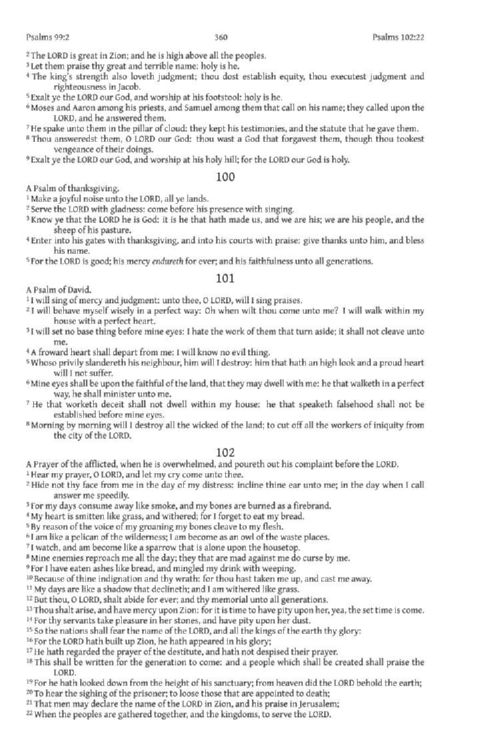 Psalms 99:2 360 Psalms 102:22
2 The LORD is great in Zion; and he is high above all the peoples.
3 Let them praise thy great and terrible name: holy is he.
4 The king's strength also loveth judgment; thou dost establish equity, thou executest judgment and
righteousness in Jacob.
5 Exalt ye the LORD our God, and worship at his footstool: holy is he.
6 Moses and Aaron among his priests, and Samuel among them that call on his name; they called upon the
LORD, and he answered them.
7 He spake unto them in the pillar of cloud: they kept his testimonies, and the statute that he gave them.
8 Thou answeredst them, O LORD our God: thou wast a God that forgavest them, though thou tookest
vengeance of their doings.
9 Exalt ye the LORD our God, and worship at his holy hill; for the LORD our God is holy.
100
A Psalm of thanksgiving.
1 Make a joyful noise unto the LORD, all ye lands.
2 Serve the LORD with gladness: come before his presence with singing.
3 Know ye that the LORD he is God: it is he that hath made us, and we are his; we are his people, and the
sheep of his pasture.
4 Enter into his gates with thanksgiving, and into his courts with praise: give thanks unto him, and bless
his name.
5 For the LORD is good; his mercy endureth for ever; and his faithfulness unto all generations.
101
A Psalm of David.
1 I will sing of mercy and judgment: unto thee, O LORD, will I sing praises.
2 I will behave myself wisely in a perfect way: Oh when wilt thou come unto me? I will walk within my
house with a perfect heart.
3 I will set no base thing before mine eyes: I hate the work of them that turn aside; it shall not cleave unto
me.
4 A froward heart shall depart from me: I will know no evil thing.
5 Whoso privily slandereth his neighbour, him will I destroy: him that hath an high look and a proud heart
will I not suffer.
6 Mine eyes shall be upon the faithful of the land, that they may dwell with me: he that walketh in a perfect
way, he shall minister unto me.
7 He that worketh deceit shall not dwell within my house: he that speaketh falsehood shall not be
established before mine eyes.
8 Morning by morning will I destroy all the wicked of the land; to cut off all the workers of iniquity from
the city of the LORD.
102
A Prayer of the afflicted, when he is overwhelmed, and poureth out his complaint before the LORD.
1 Hear my prayer, O LORD, and let my cry come unto thee.
2 Hide not thy face from me in the day of my distress: incline thine ear unto me; in the day when I call
answer me speedily.
3 For my days consume away like smoke, and my bones are burned as a firebrand.
4 My heart is smitten like grass, and withered; for I forget to eat my bread.
5 By reason of the voice of my groaning my bones cleave to my flesh.
6 I am like a pelican of the wilderness; I am become as an owl of the waste places.
7 I watch, and am become like a sparrow that is alone upon the housetop.
8 Mine enemies reproach me all the day; they that are mad against me do curse by me.
9 For I have eaten ashes like bread, and mingled my drink with weeping.
10 Because of thine indignation and thy wrath: for thou hast taken me up, and cast me away.
11 My days are like a shadow that declineth; and I am withered like grass.
12 But thou, O LORD, shalt abide for ever; and thy memorial unto all generations.
13 Thou shalt arise, and have mercy upon Zion: for it is time to have pity upon her, yea, the set time is come.
14 For thy servants take pleasure in her stones, and have pity upon her dust.
15 So the nations shall fear the name of the LORD, and all the kings of the earth thy glory:
16 For the LORD hath built up Zion, he hath appeared in his glory;
17 He hath regarded the prayer of the destitute, and hath not despised their prayer.
18 This shall be written for the generation to come: and a people which shall be created shall praise the
LORD.
19 For he hath looked down from the height of his sanctuary; from heaven did the LORD behold the earth;
20 To hear the sighing of the prisoner; to loose those that are appointed to death;
21 That men may declare the name of the LORD in Zion, and his praise in Jerusalem;
22 When the peoples are gathered together, and the kingdoms, to serve the LORD.